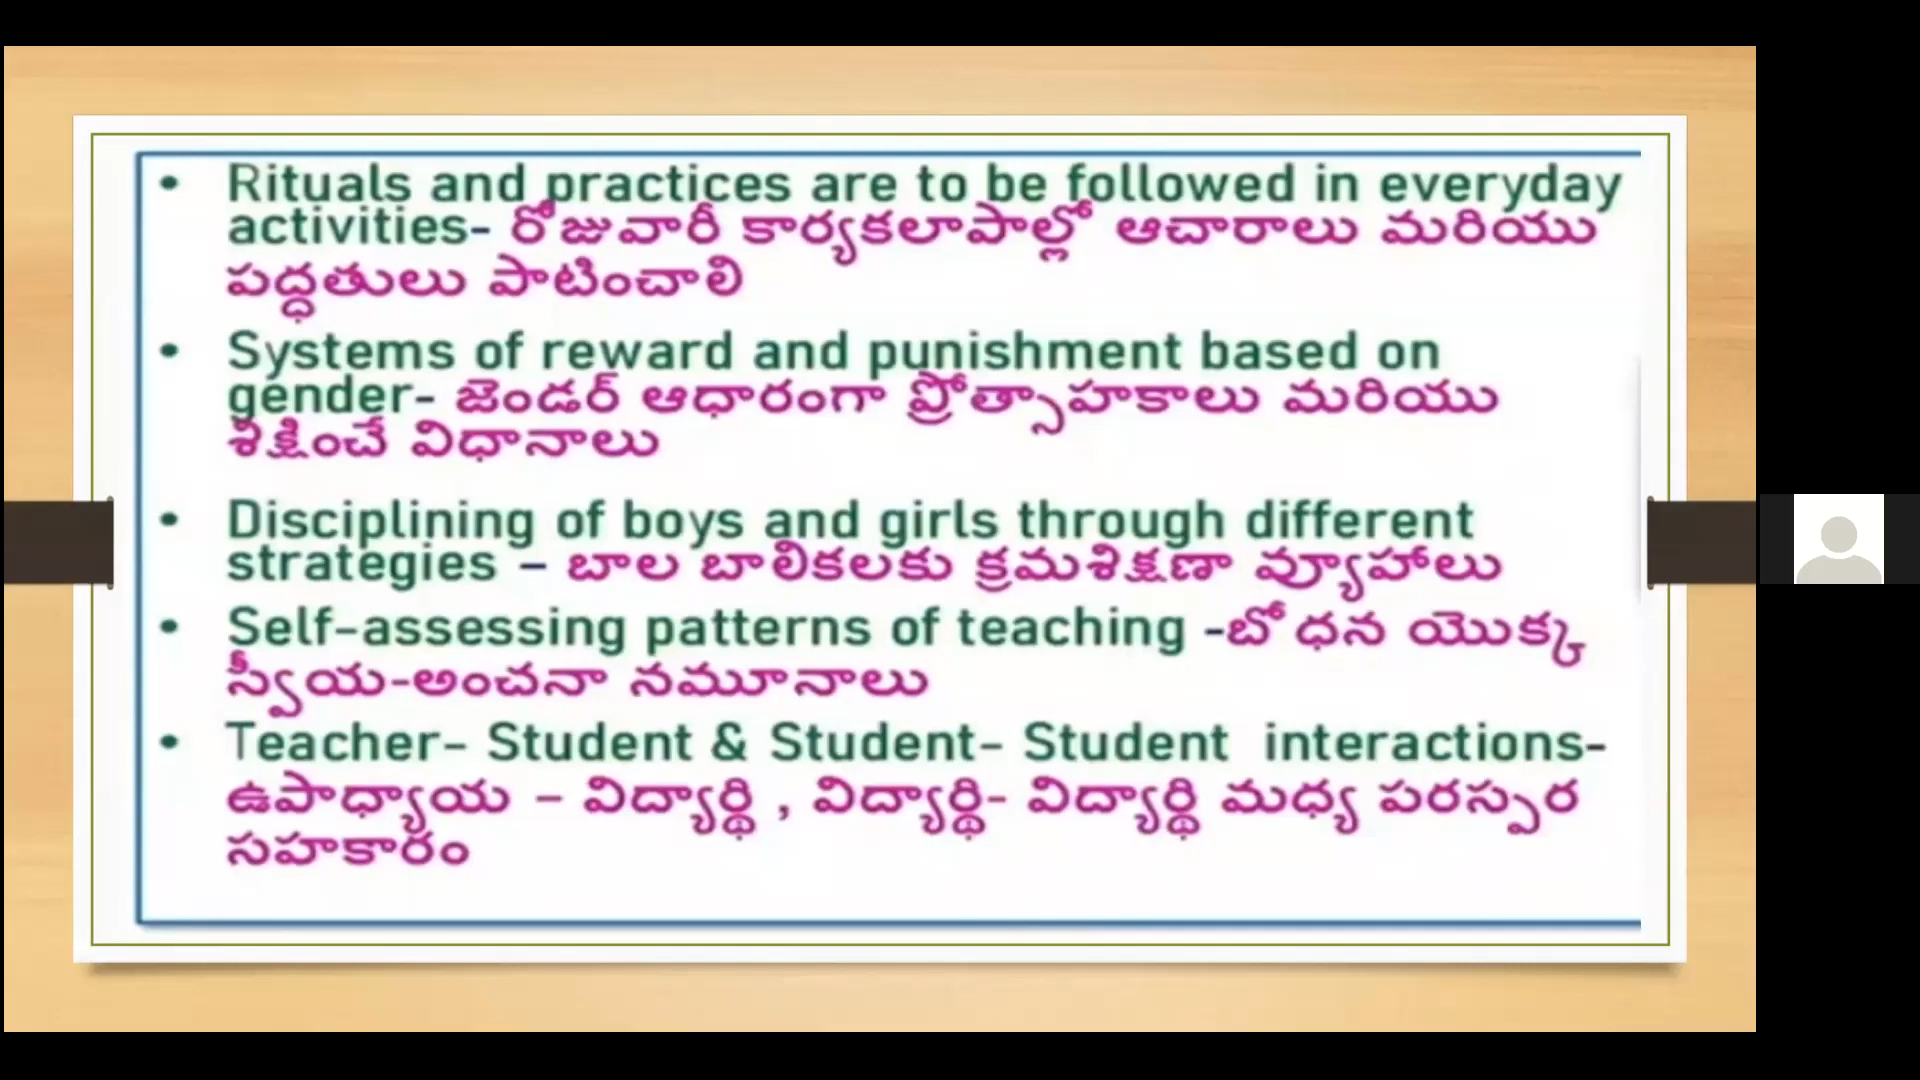 • Rituals and practices are to be followed in everyday
activities- రోజువారీ కార్యకలాపాల్లో ఆచారాలు మరియు
పద్ధతులు పాటించాలి
• Systems of reward and punishment based on
gender- జెండర్ ఆధారంగా ప్రోత్సాహకాలు మరియు
శిక్షించే విధానాలు
• Disciplining of boys and girls through different
strategies – బాల బాలికలకు క్రమశిక్షణా వ్యూహాలు
• Self-assessing patterns of teaching -బోధన యొక్క
స్వీయ-అంచనా నమూనాలు
• Teacher- Student & Student- Student interactions-
ఉపాధ్యాయ – విద్యార్థి , విద్యార్థి- విద్యార్థి మధ్య పరస్పర
సహకారం